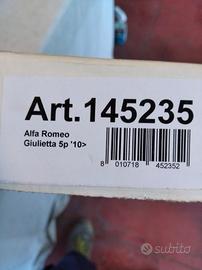 Art.145235
Alfa Romeo
Giulietta 5p '10>
8 010718 452352
subito